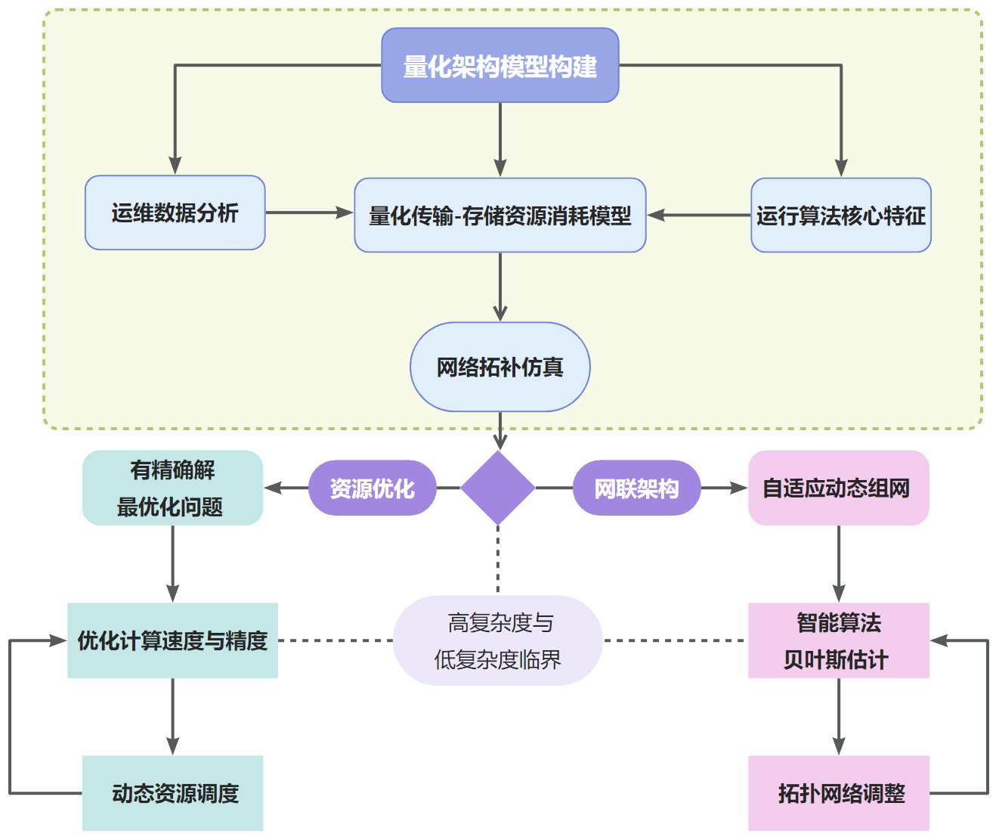 量化架构模型构建
运维数据分析
量化传输-存储资源消耗模型
运行算法核心特征
网络拓补仿真
有精确解
最优化问题
资源优化
网联架构
自适应动态组网
优化计算速度与精度
高复杂度与
低复杂度临界
智能算法
贝叶斯估计
动态资源调度
拓扑网络调整